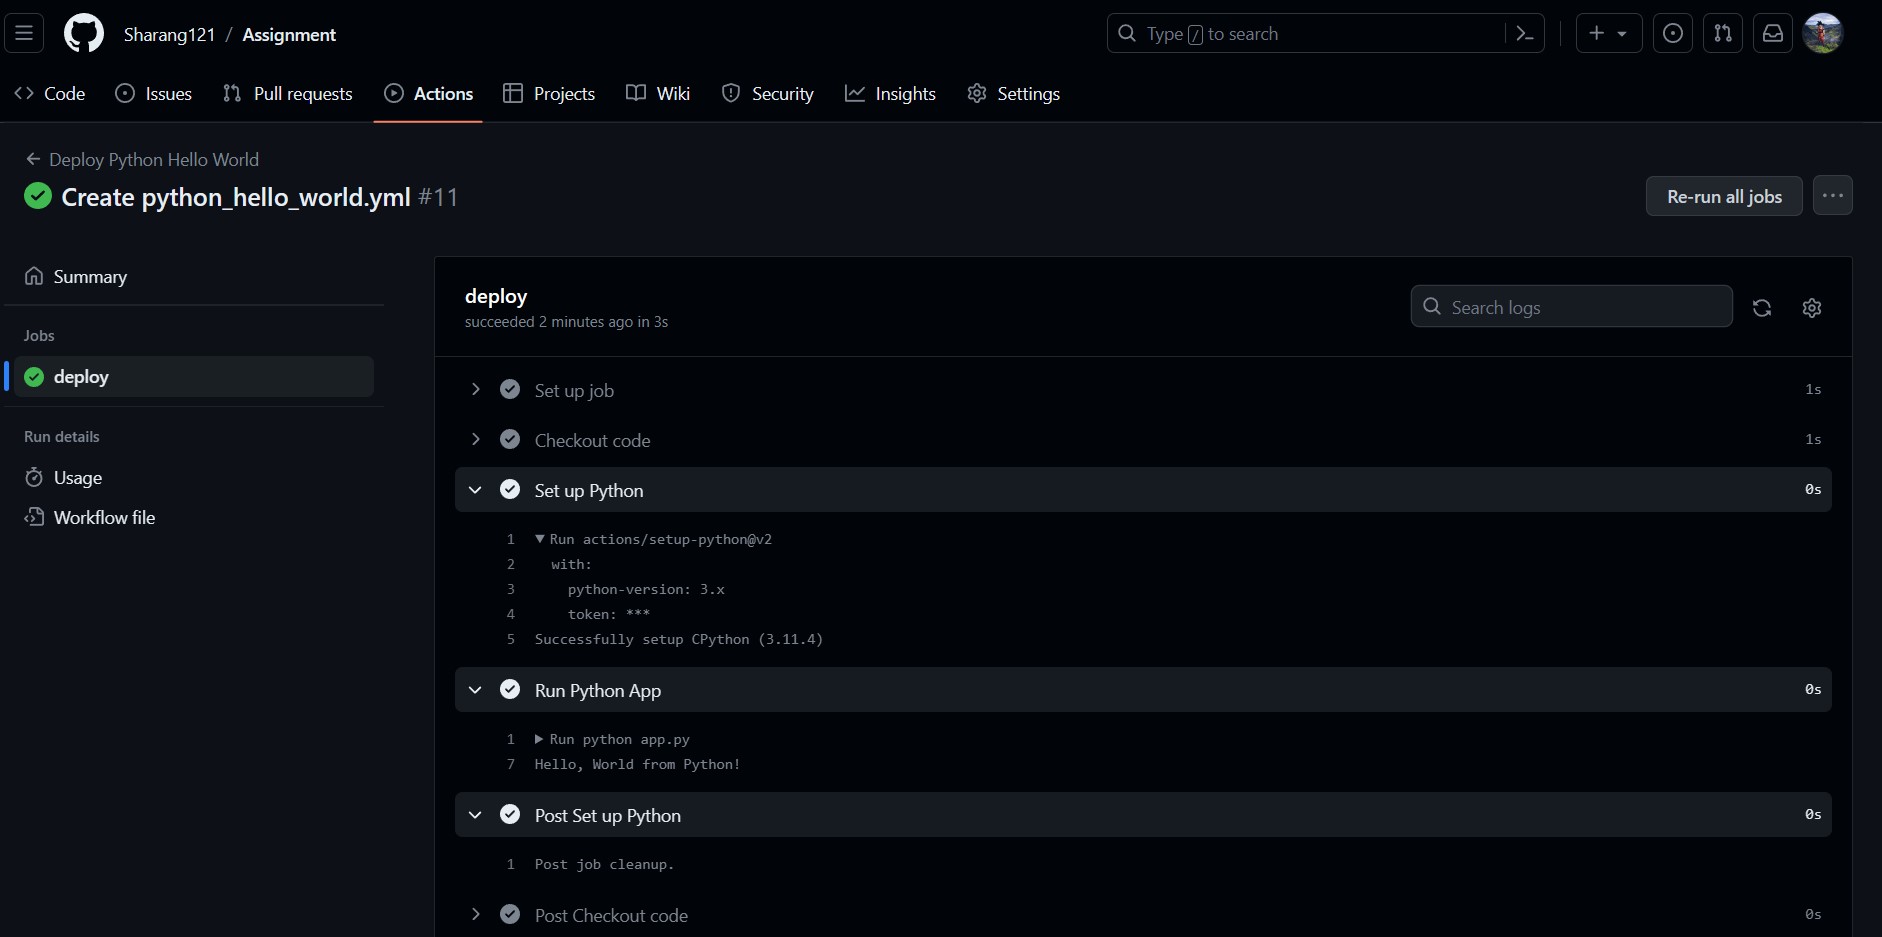 Sharang121 / Assignment
Type / to search
Code Issues Pull requests Actions Projects Wiki Security Insights Settings
Deploy Python Hello World
Create python_hello_world.yml #11
Re-run all jobs
Summary
Jobs
deploy
Run details
Usage
Workflow file
deploy
succeeded 2 minutes ago in 3s
Search logs
Set up job 1s
Checkout code 1s
Set up Python 0s
1 Run actions/setup-python@v2
2 with:
3 python-version: 3.x
4 token: ***
5 Successfully setup CPython (3.11.4)
Run Python App 0s
1 Run python app.py
7 Hello, World from Python!
Post Set up Python 0s
1 Post job cleanup.
Post Checkout code 0s